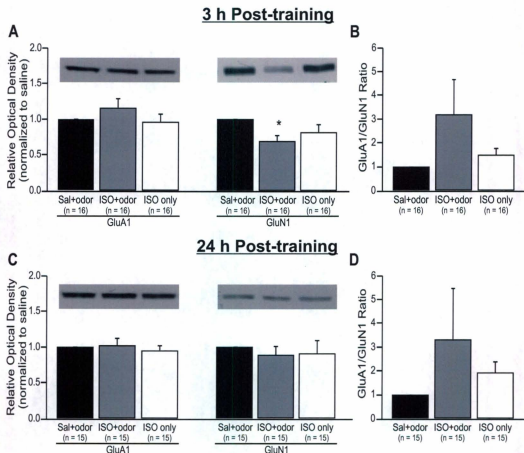 3 h Post-training
A
Relative Optical Density
(normalized to saline)
2.0
1.5
1.0
0.5
0.0
*
Sal+odor ISO+odor ISO only Sal+odor ISO+odor ISO only
(n = 16) (n = 16) (n = 16) (n = 16) (n = 16) (n = 16)
GluA1 GluN1
B
GluA1/GluN1 Ratio
6
5
4
3
2
1
0
Sal+odor ISO+odor ISO only
(n = 16) (n = 16) (n = 16)
24 h Post-training
C
Relative Optical Density
(normalized to saline)
2.0
1.5
1.0
0.5
0.0
Sal+odor ISO+odor ISO only Sal+odor ISO+odor ISO only
(n = 15) (n = 15) (n = 15) (n = 15) (n = 15) (n = 15)
GluA1 GluN1
D
GluA1/GluN1 Ratio
6
5
4
3
2
1
0
Sal+odor ISO+odor ISO only
(n = 15) (n = 15) (n = 15)